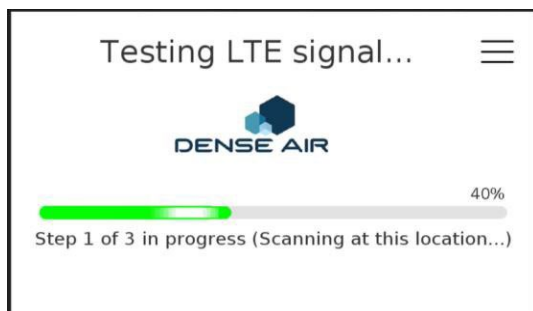 Testing LTE signal...
DENSE AIR
40%
Step 1 of 3 in progress (Scanning at this location...)